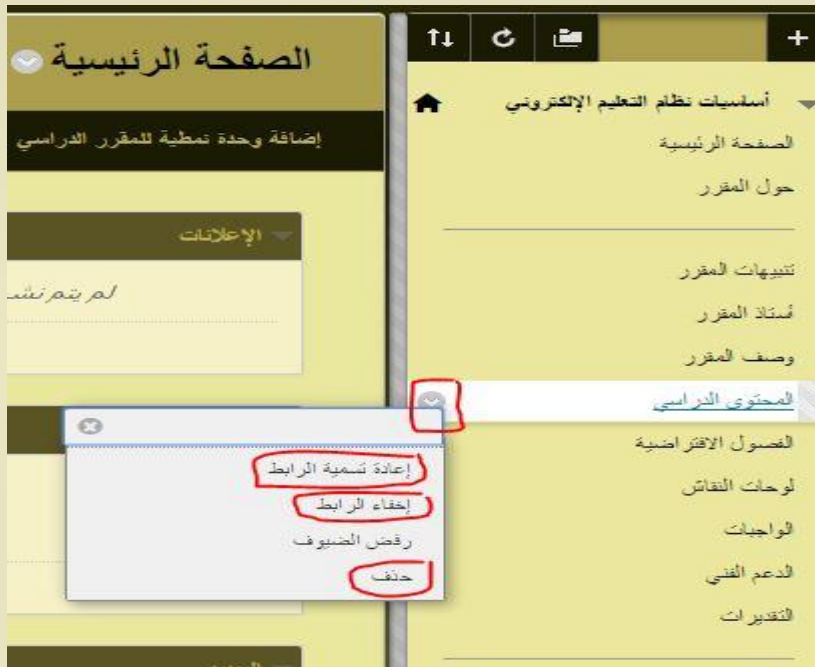 أساسيات نظام التعليم الإلكتروني
الصفحة الرئيسية
حول المقرر
تنبيهات المقرر
أستاذ المقرر
وصف المقرر
المحتوى الدراسي
الفصول الافتراضية
لوحات النقاش
الواجبات
الدعم الفني
التقديرات
الصفحة الرئيسية
إضافة وحدة نمطية للمقرر الدراسي
الإعلانات
لم يتم
إعادة تسمية الرابط
إخفاء الرابط
رفض الضيوف
حذف